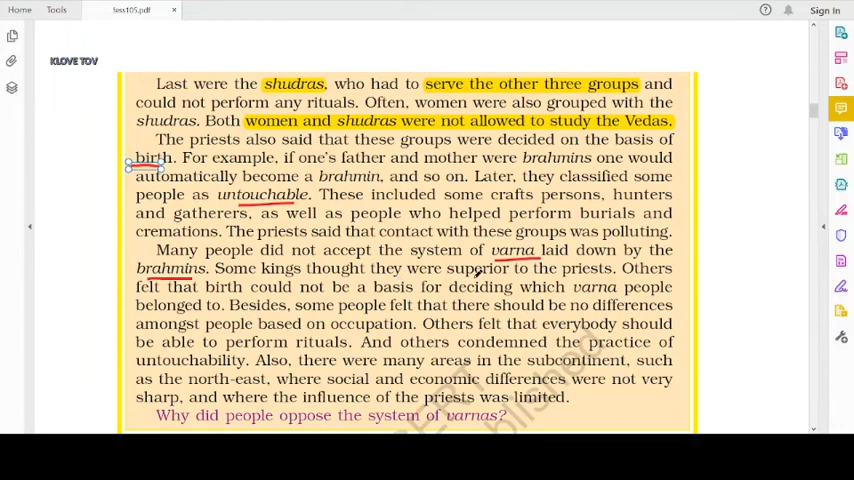 Home Tools less105.pdf × Sign In
KLOVE TOV
Last were the shudras, who had to serve the other three groups and
could not perform any rituals. Often, women were also grouped with the
shudras. Both women and shudras were not allowed to study the Vedas.
The priests also said that these groups were decided on the basis of
birth. For example, if one's father and mother were brahmins one would
automatically become a brahmin, and so on. Later, they classified some
people as untouchable. These included some crafts persons, hunters
and gatherers, as well as people who helped perform burials and
cremations. The priests said that contact with these groups was polluting.
Many people did not accept the system of varna laid down by the
brahmins. Some kings thought they were superior to the priests. Others
felt that birth could not be a basis for deciding which varna people
belonged to. Besides, some people felt that there should be no differences
amongst people based on occupation. Others felt that everybody should
be able to perform rituals. And others condemned the practice of
untouchability. Also, there were many areas in the subcontinent, such
as the north-east, where social and economic differences were not very
sharp, and where the influence of the priests was limited.
Why did people oppose the system of varnas?